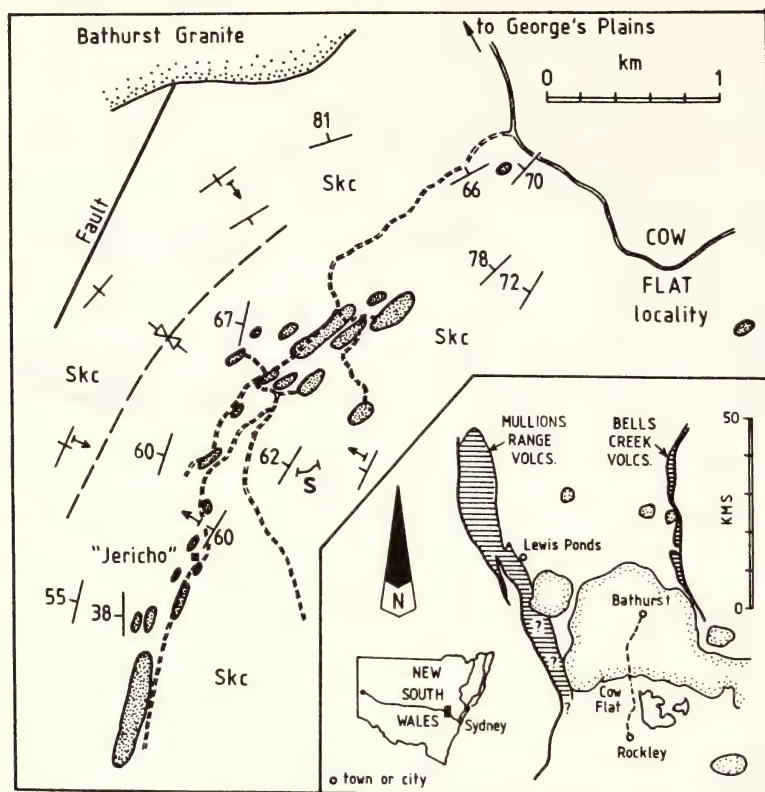 Bathurst Granite
to George's Plains
0 km 1
81
Skc
66
70
Fault
COW
FLAT
locality
78
72
67
Skc
Skc
60
62
S
"Jericho"
60
55
38
Skc
N
MULLIONS
RANGE
VOLCS.
BELLS
CREEK
VOLCS.
50
KMS
0
Lewis Ponds
Bathurst
?
?
?
Cow
Flat
Rockley
NEW
SOUTH
WALES
Sydney
town or city